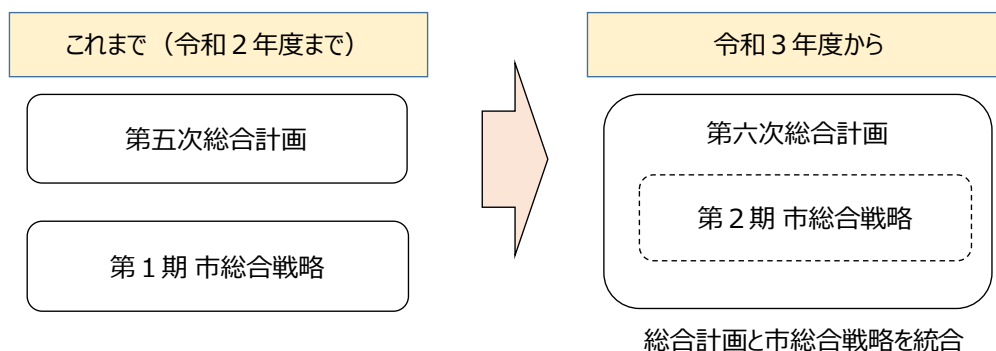 これまで（令和２年度まで）
第五次総合計画
第１期 市総合戦略
令和３年度から
第六次総合計画
第２期 市総合戦略
総合計画と市総合戦略を統合